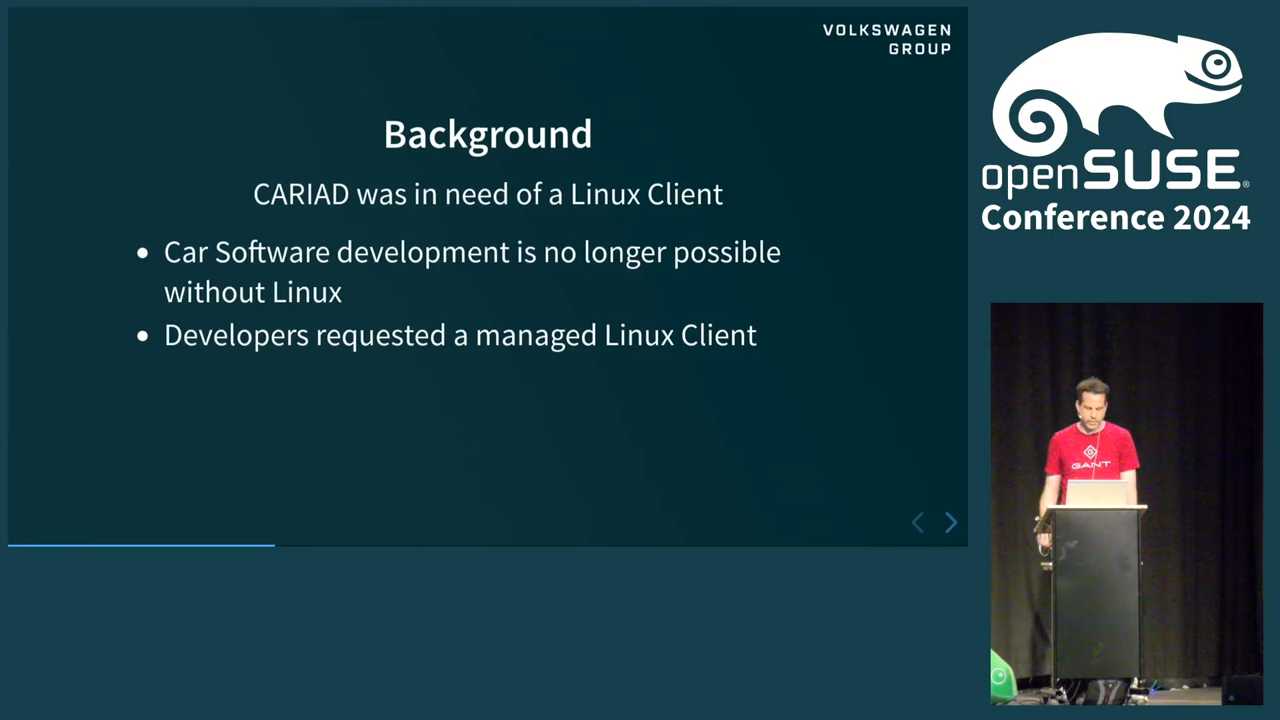 VOLKSWAGEN
GROUP
Background
CARIAD was in need of a Linux Client
• Car Software development is no longer possible
without Linux
• Developers requested a managed Linux Client
openSUSE®
Conference 2024
GANT